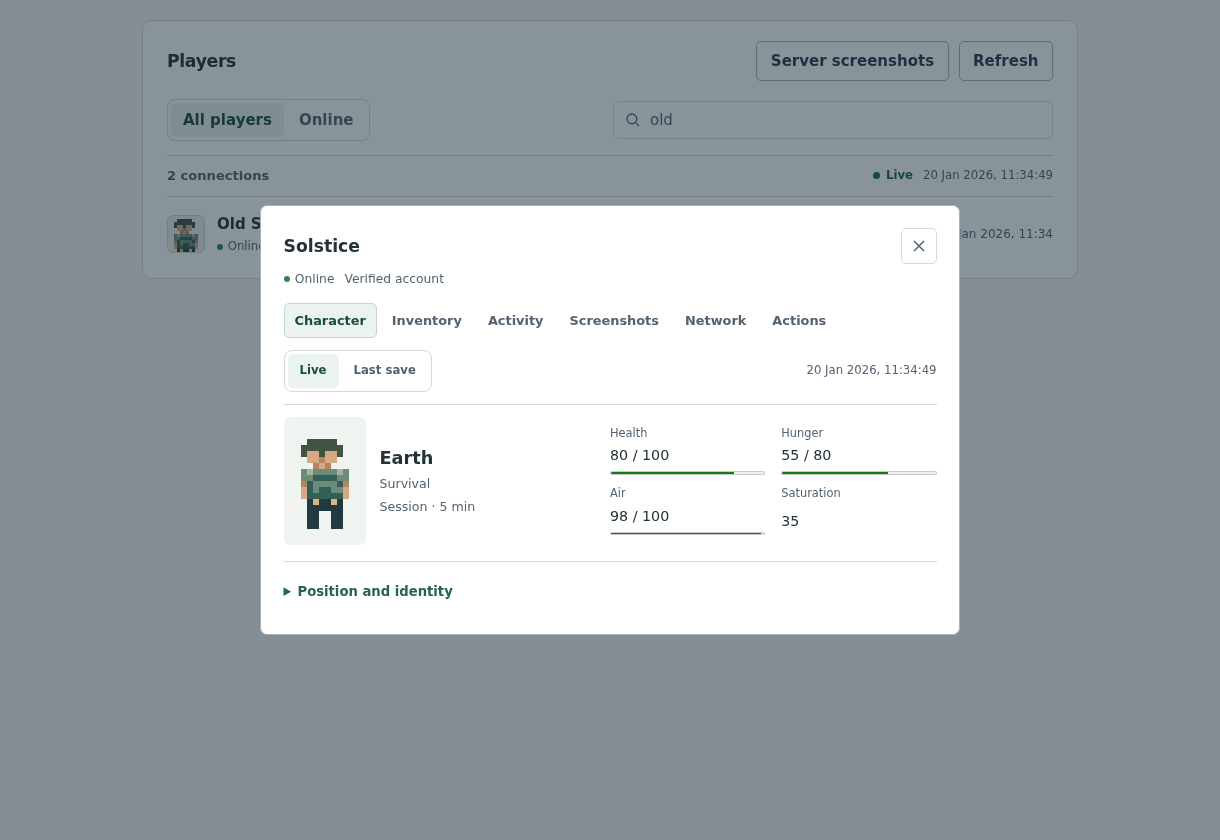 Players
Server screenshots
Refresh
All players
Online
old
2 connections
Live 20 Jan 2026, 11:34:49
Old
11:34
Solstice
Online Verified account
Character
Inventory
Activity
Screenshots
Network
Actions
Live
Last save
20 Jan 2026, 11:34:49
Earth
Survival
Session · 5 min
Health
80 / 100
Hunger
55 / 80
Air
98 / 100
Saturation
35
Position and identity